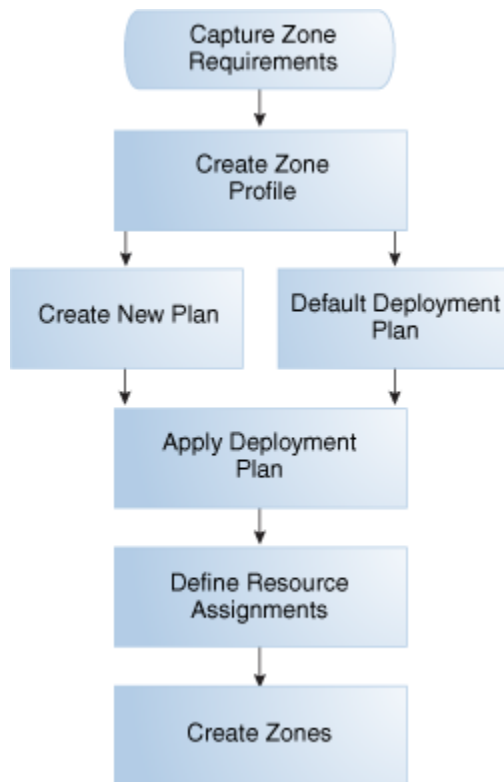 Capture Zone
Requirements
Create Zone
Profile
Create New Plan
Default Deployment
Plan
Apply Deployment
Plan
Define Resource
Assignments
Create Zones